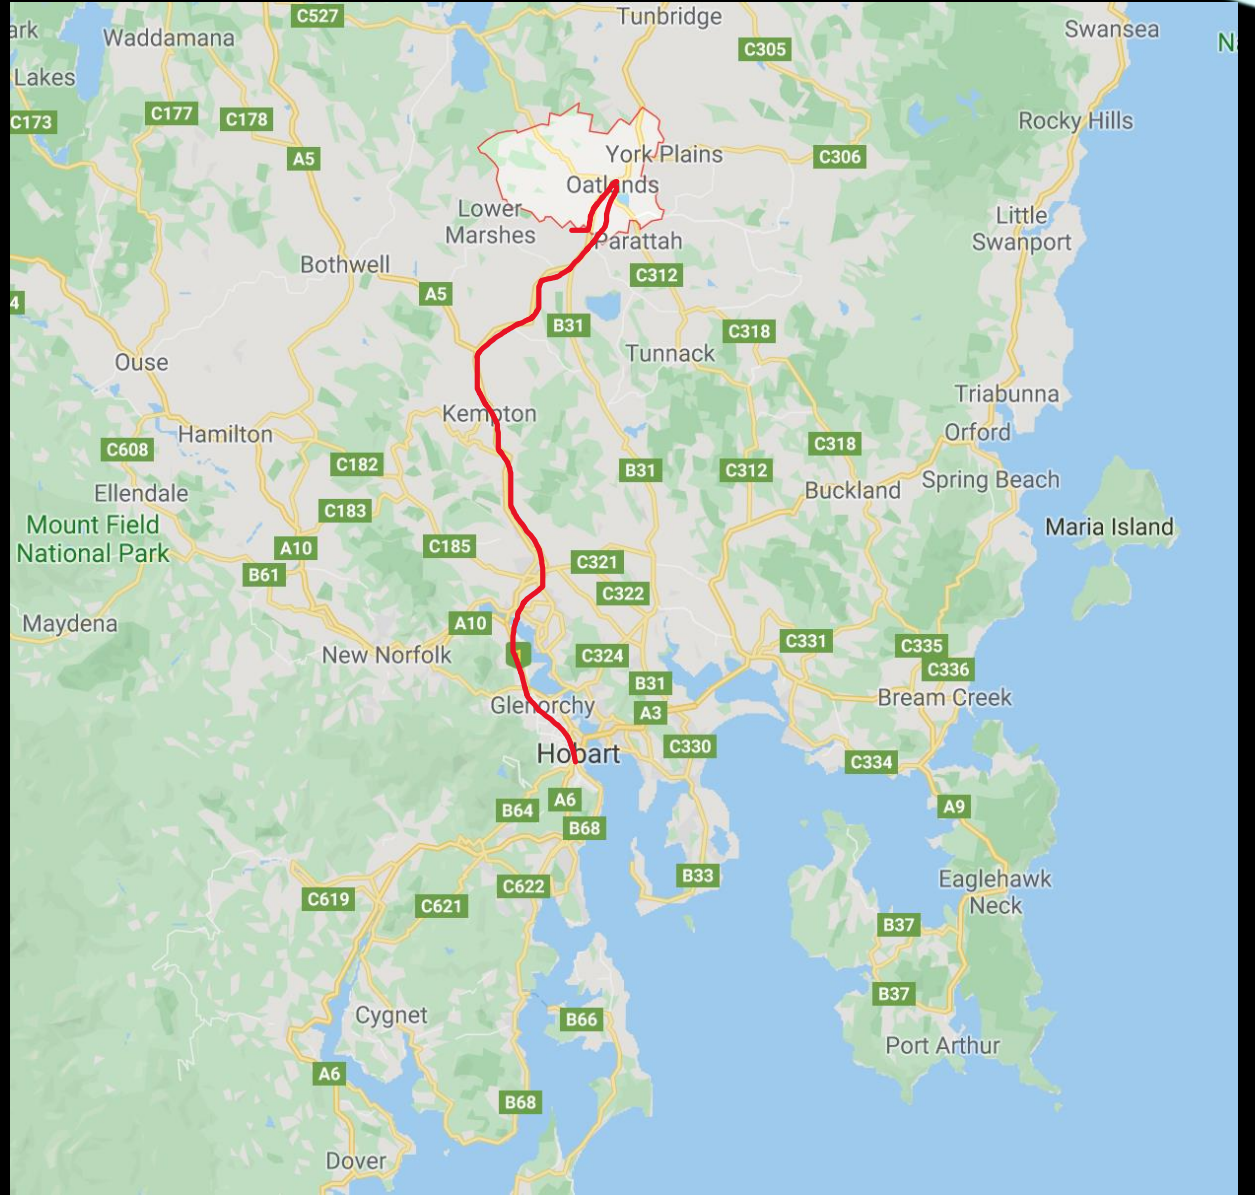 C527
Tunbridge
Swansea
ark
Waddamana
C305
Lakes
C177
C178
C173
Rocky Hills
A5
York Plains
C306
Oatlands
Lower
Marshes
Little
Swanport
Parattah
Bothwell
C312
A5
4
B31
C318
Ouse
Tunnack
Triabunna
Kempton
Hamilton
C608
C318
Orford
C182
B31
C312
Spring Beach
Ellendale
Buckland
C183
Mount Field
National Park
Maria Island
A10
C185
B61
C321
C322
Maydena
A10
C331
C335
New Norfolk
C324
C336
B31
Bream Creek
Glenorchy
A3
Hobart
C330
C334
A6
B64
A9
B68
B33
Eaglehawk
Neck
C622
C619
C621
B37
B37
Cygnet
B66
Port Arthur
A6
B68
Dover